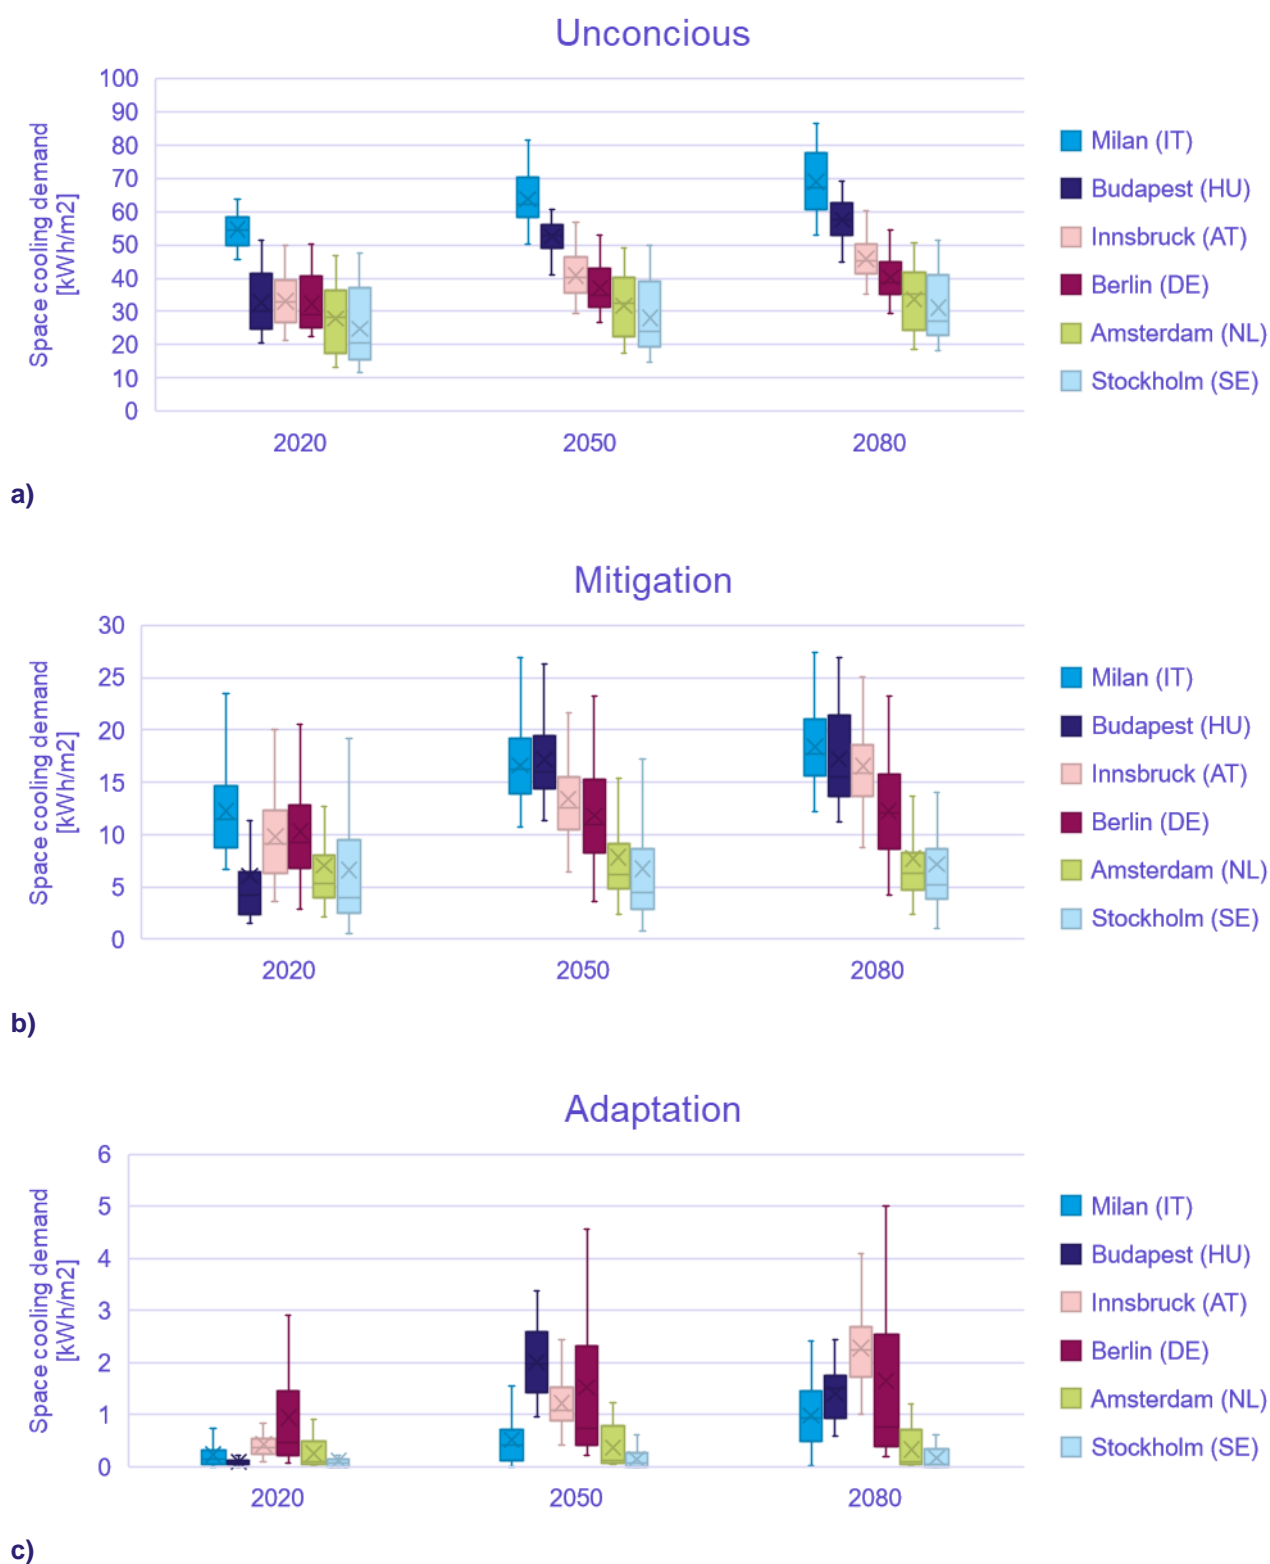 Unconcious
Space cooling demand
[kWh/m2]
100
90
80
70
60
50
40
30
20
10
0
2020
2050
2080
Milan (IT)
Budapest (HU)
Innsbruck (AT)
Berlin (DE)
Amsterdam (NL)
Stockholm (SE)
a)
Mitigation
Space cooling demand
[kWh/m2]
30
25
20
15
10
5
0
2020
2050
2080
Milan (IT)
Budapest (HU)
Innsbruck (AT)
Berlin (DE)
Amsterdam (NL)
Stockholm (SE)
b)
Adaptation
Space cooling demand
[kWh/m2]
6
5
4
3
2
1
0
2020
2050
2080
Milan (IT)
Budapest (HU)
Innsbruck (AT)
Berlin (DE)
Amsterdam (NL)
Stockholm (SE)
c)